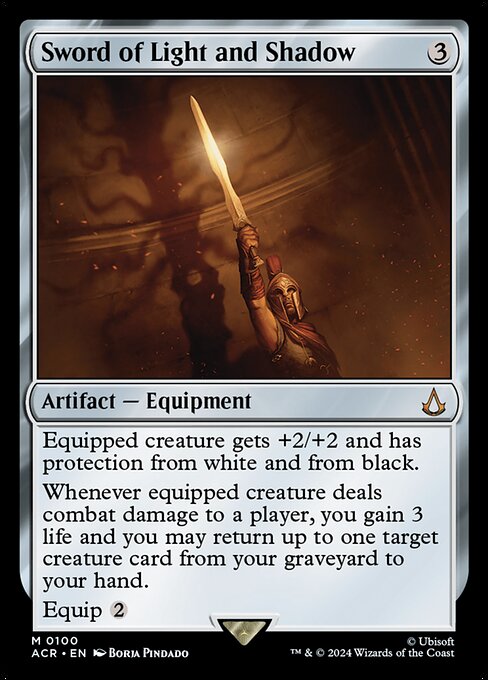 Sword of Light and Shadow 3
Artifact — Equipment
Equipped creature gets +2/+2 and has
protection from white and from black.
Whenever equipped creature deals
combat damage to a player, you gain 3
life and you may return up to one target
creature card from your graveyard to
your hand.
Equip 2
M 0100
ACR • EN Borja Pindado
© Ubisoft
™ & © 2024 Wizards of the Coast